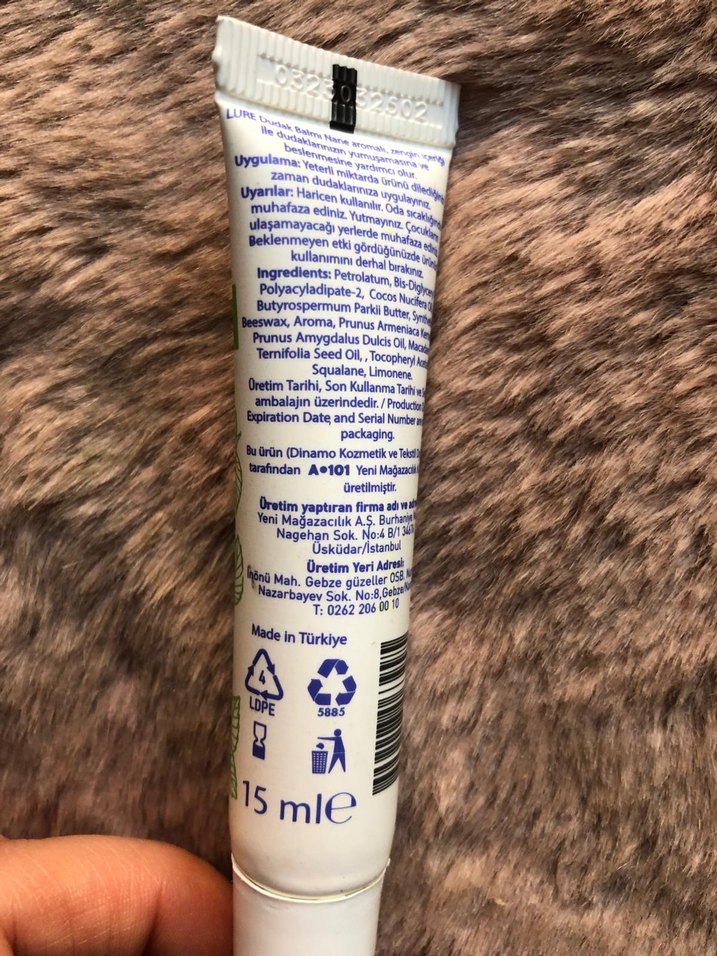 LURE Dudak Balmı Nane aromalı, zengin içeriği
ile dudaklarınızın yumuşamasına ve
beslenmesine yardımcı olur.
Uygulama: Yeterli miktarda ürünü dilediğiniz
zaman dudaklarınıza uygulayınız.
Uyarılar: Haricen kullanılır. Oda sıcaklığında
muhafaza ediniz. Yutmayınız. Çocukların
ulaşamayacağı yerlerde muhafaza ediniz
Beklenmeyen etki gördüğünüzde ürünün
kullanımını derhal bırakınız.
Ingredients: Petrolatum, Bis-Diglyceryl
Polyacyladipate-2, Cocos Nucifera Oil
Butyrospermum Parkii Butter, Synthetic
Beeswax, Aroma, Prunus Armeniaca Kernel
Prunus Amygdalus Dulcis Oil, Macadamia
Ternifolia Seed Oil, , Tocopheryl Acetate
Squalane, Limonene.
Üretim Tarihi, Son Kullanma Tarihi ve
ambalajın üzerindedir. / Production
Expiration Date and Serial Number are
packaging.
Bu ürün (Dinamo Kozmetik ve Tekstil
tarafından A101 Yeni Mağazacılık
üretilmiştir.
Üretim yaptıran firma adı ve
Yeni Mağazacılık A.Ş. Burhaniye
Nagehan Sok. No:4 B/1
Üsküdar/İstanbul
Üretim Yeri Adresi:
İnönü Mah. Gebze güzeller OSB.
Nazarbayev Sok. No:8,Gebze
T: 0262 206 00 10
Made in Türkiye
4
LDPE
5885
15 ml e